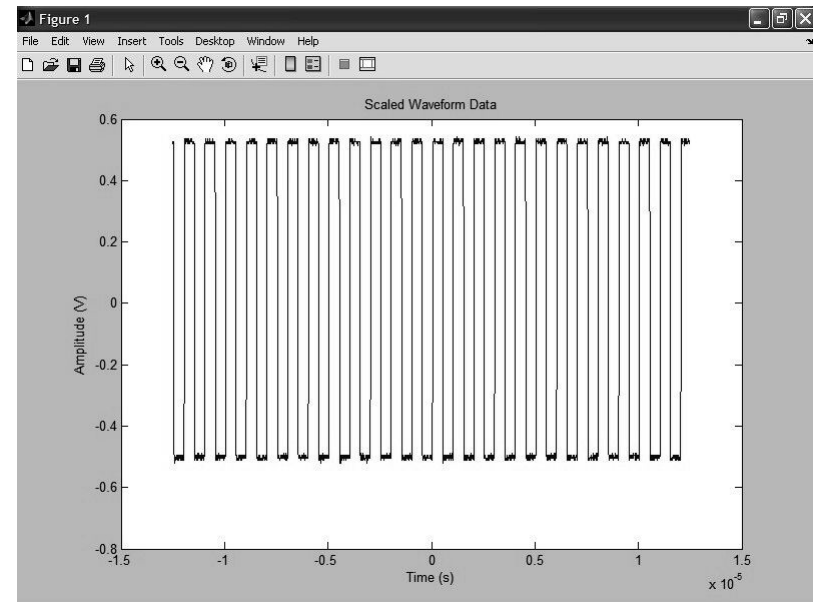 Figure 1
File Edit View Insert Tools Desktop Window Help
Scaled Waveform Data
0.6
0.4
0.2
0
-0.2
-0.4
-0.6
-0.8
Amplitude (V)
-1.5 -1 -0.5 0 0.5 1 1.5
Time (s)
x 10⁻⁵